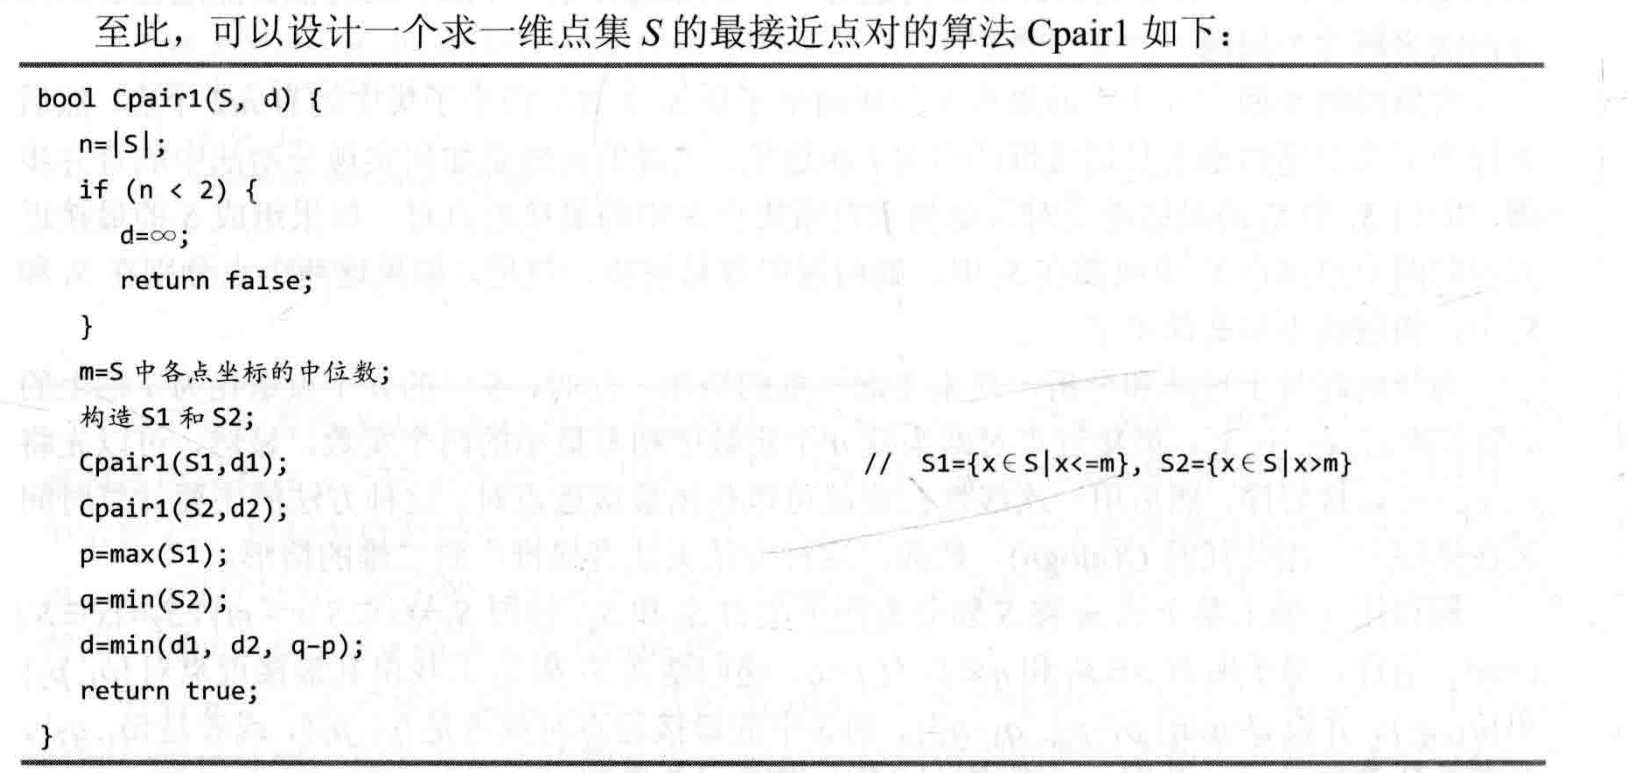 至此，可以设计一个求一维点集 S 的最接近点对的算法 Cpair1 如下：
bool Cpair1(S, d) {
n=|S|;
if (n < 2) {
d=∞;
return false;
}
m=S 中各点坐标的中位数;
构造 S1 和 S2;
Cpair1(S1,d1); // S1={x∈S|x<=m}, S2={x∈S|x>m}
Cpair1(S2,d2);
p=max(S1);
q=min(S2);
d=min(d1, d2, q-p);
return true;
}